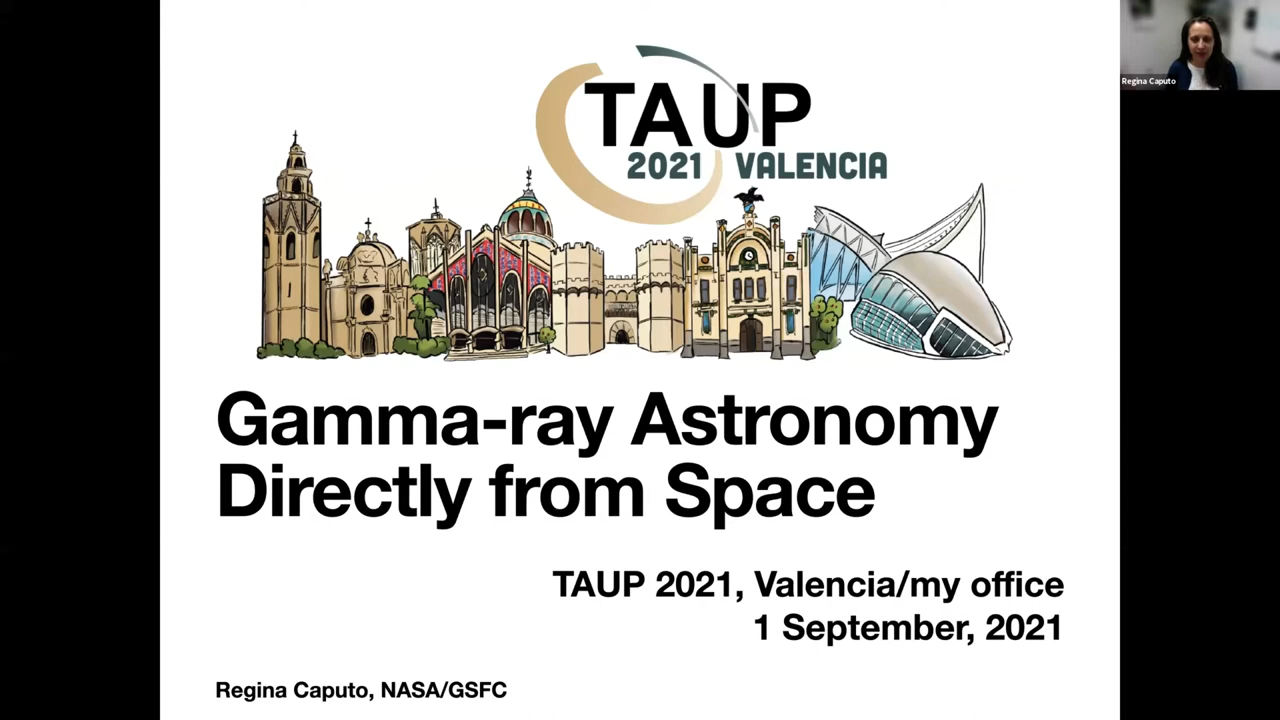 TAUP
2021 VALENCIA
Regina Caputo
Gamma-ray Astronomy
Directly from Space
TAUP 2021, Valencia/my office
1 September, 2021
Regina Caputo, NASA/GSFC